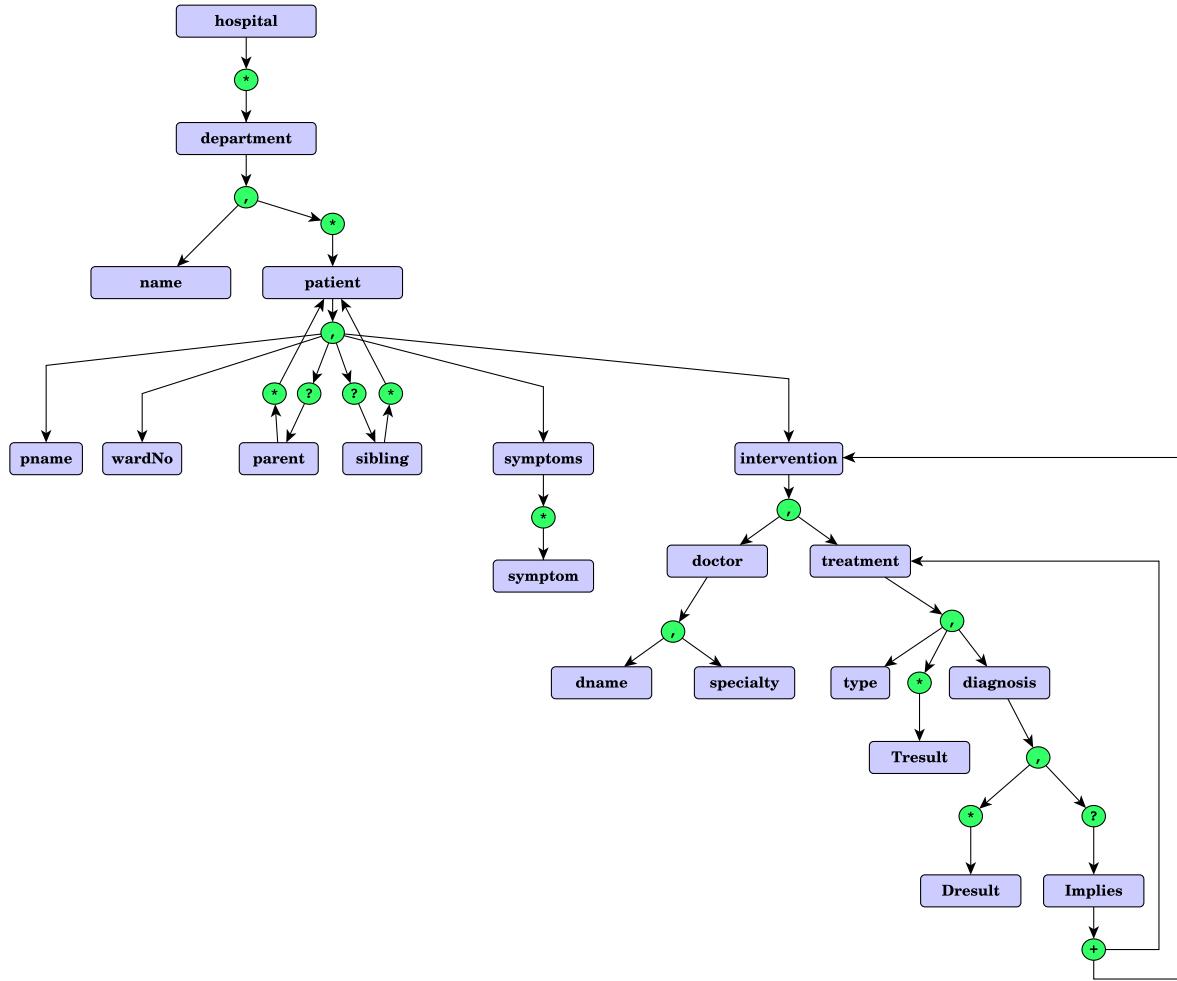 hospital
*
department
,
*
name
patient
,
* ? ? *
pname wardNo parent sibling symptoms intervention
*
,
symptom
doctor treatment
,
,
dname specialty type * diagnosis
Tresult
,
* ?
Dresult Implies
+